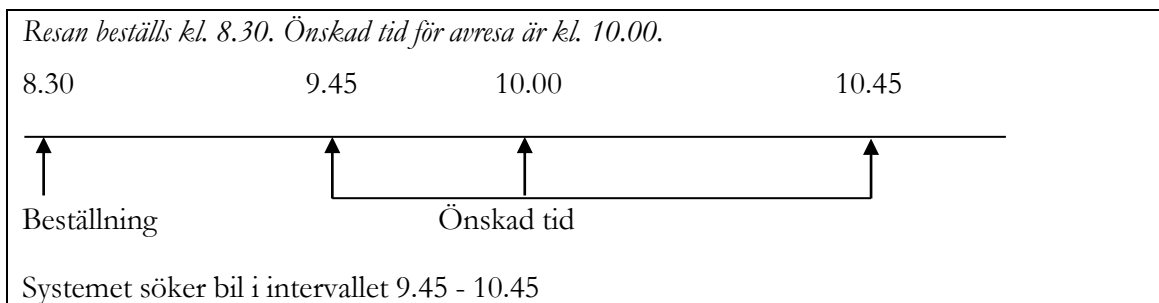 Resan beställs kl. 8.30. Önskad tid för avresa är kl. 10.00.
8.30 9.45 10.00 10.45
Beställning Önskad tid
Systemet söker bil i intervallet 9.45 - 10.45